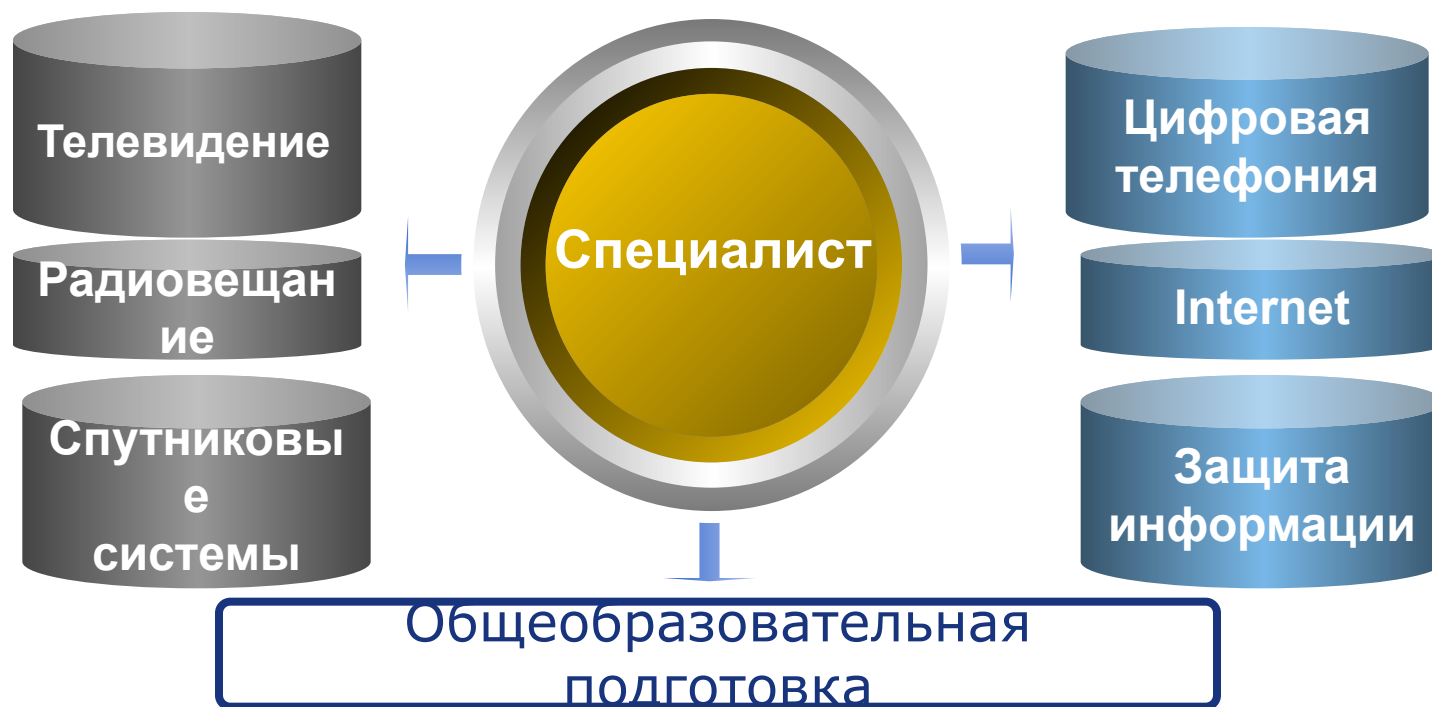 Телевидение
Радиовещан
ие
Спутниковы
е
системы
Специалист
Цифровая
телефония
Internet
Защита
информации
Общеобразовательная
подготовка